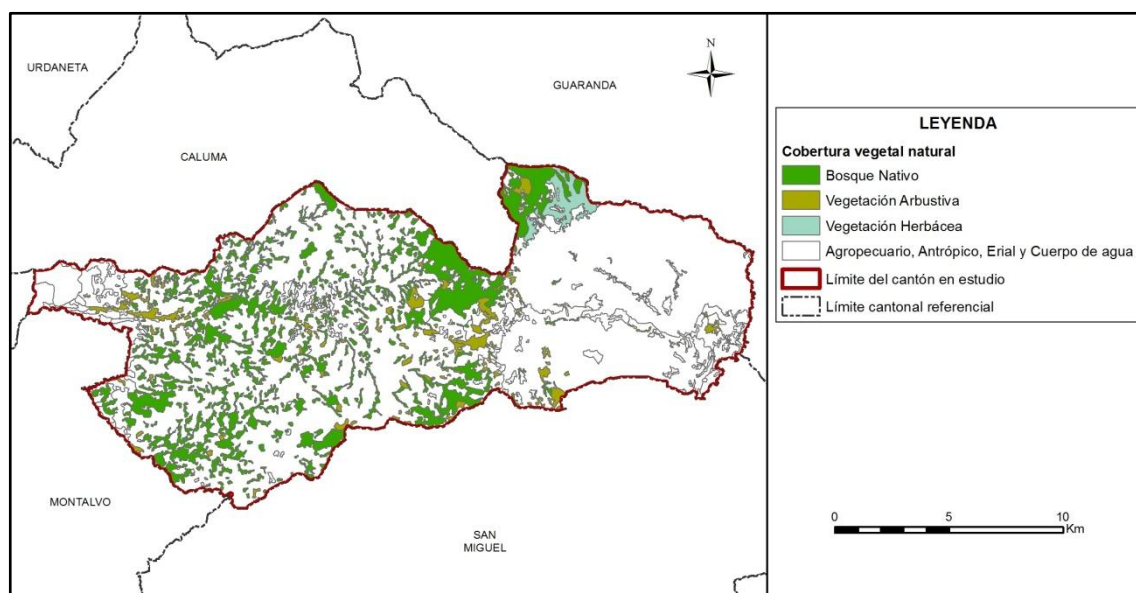 URDANETA
N
GUARANDA
CALUMA
MONTALVO
SAN
MIGUEL
LEYENDA
Cobertura vegetal natural
Bosque Nativo
Vegetación Arbustiva
Vegetación Herbácea
Agropecuario, Antrópico, Erial y Cuerpo de agua
Límite del cantón en estudio
Límite cantonal referencial
0 5 10
Km